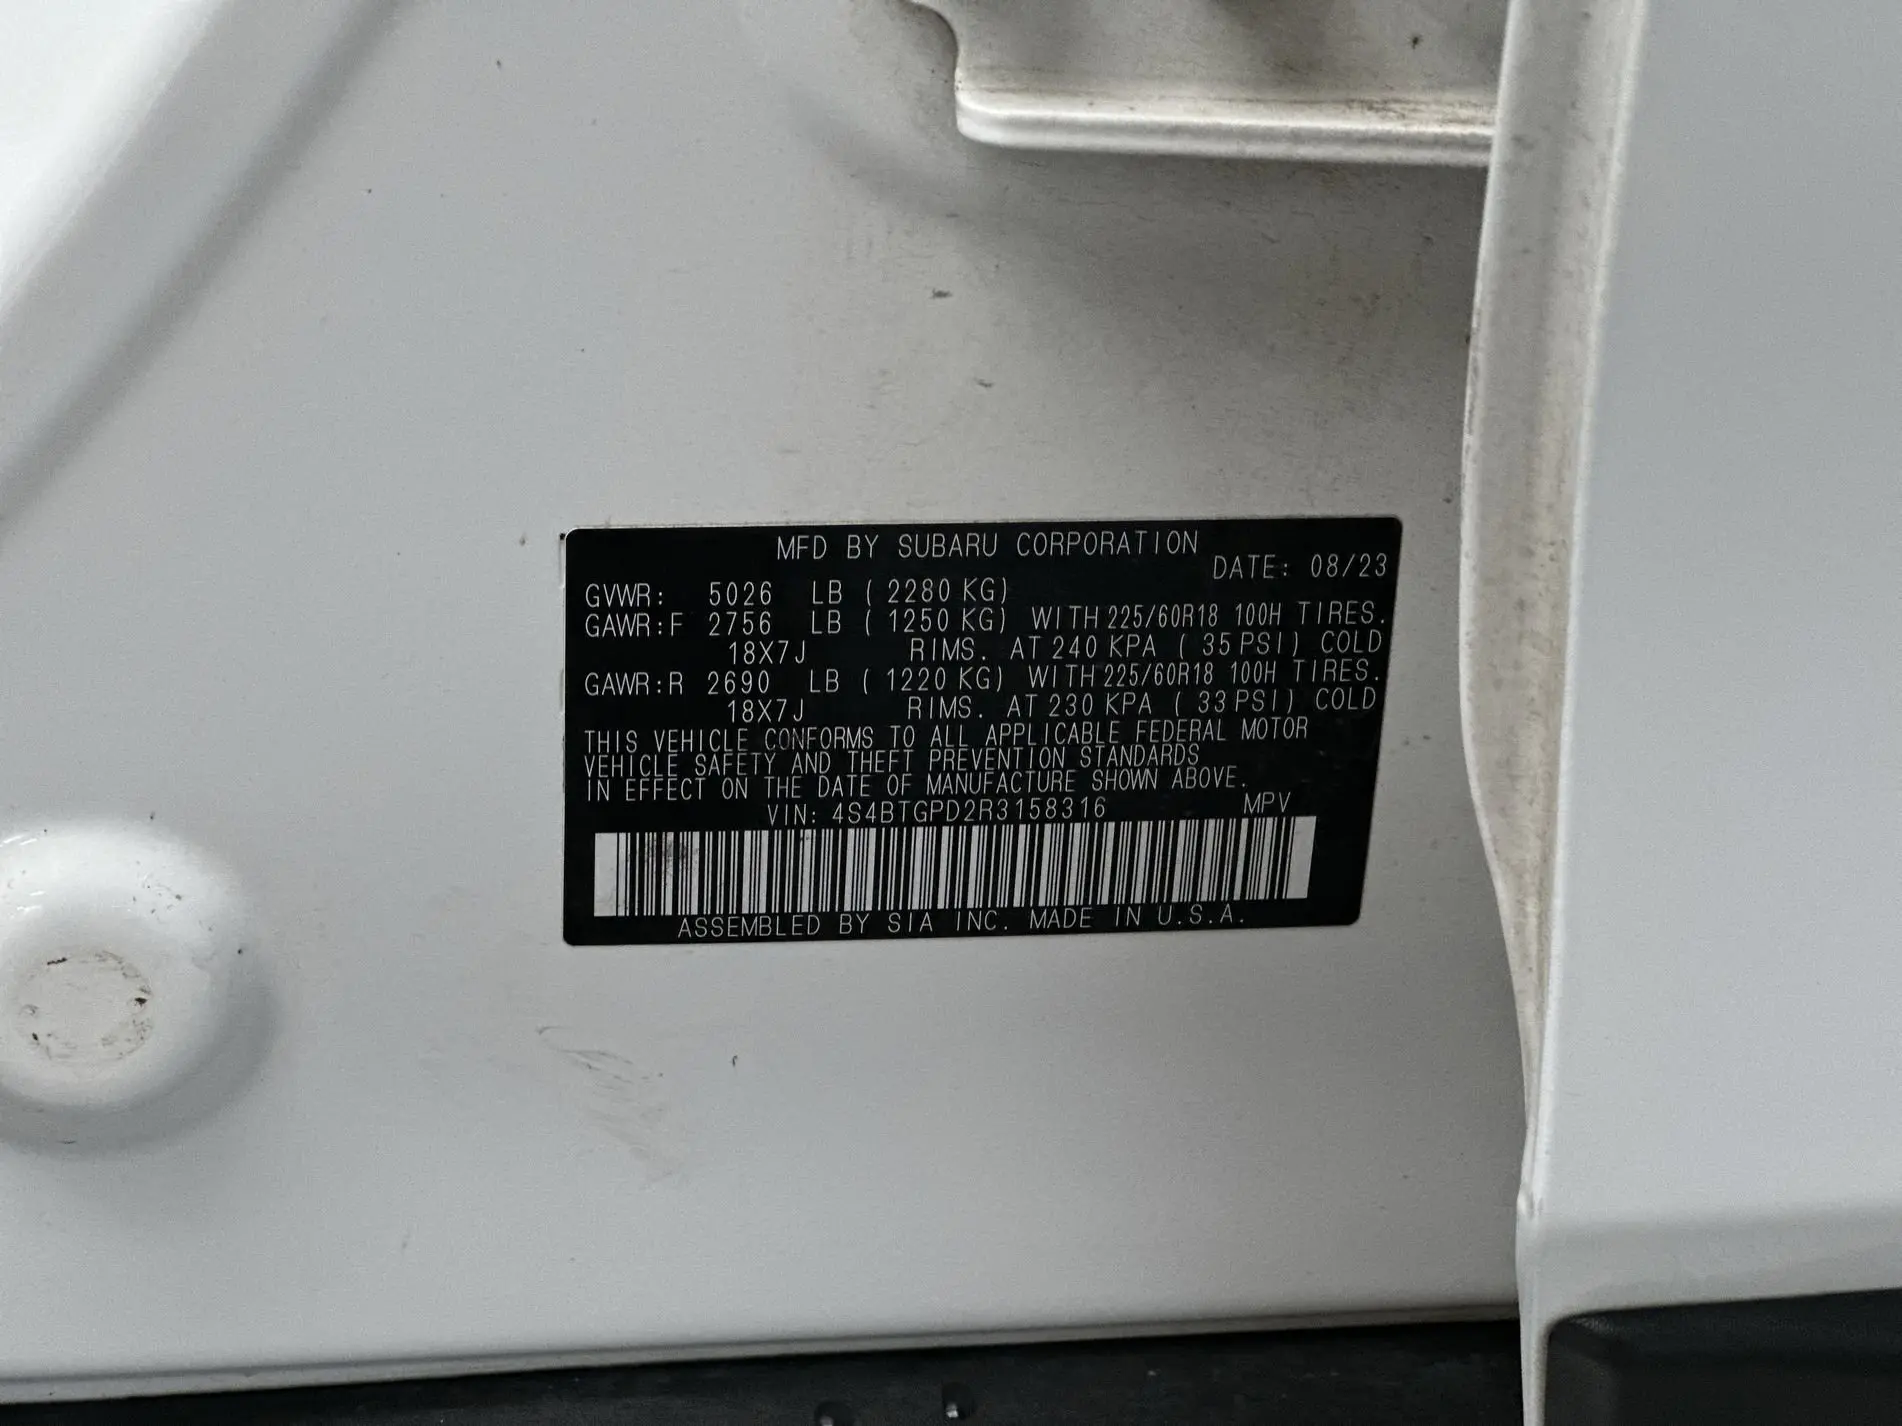 MFD BY SUBARU CORPORATION
DATE: 08/23
GVWR: 5026 LB ( 2280 KG)
GAWR:F 2756 LB ( 1250 KG) WITH 225/60R18 100H TIRES.
18X7J RIMS. AT 240 KPA ( 35 PSI) COLD
GAWR:R 2690 LB ( 1220 KG) WITH 225/60R18 100H TIRES.
18X7J RIMS. AT 230 KPA ( 33 PSI) COLD
THIS VEHICLE CONFORMS TO ALL APPLICABLE FEDERAL MOTOR
VEHICLE SAFETY AND THEFT PREVENTION STANDARDS
IN EFFECT ON THE DATE OF MANUFACTURE SHOWN ABOVE.
VIN: 4S4BTGPD2R3158316 MPV
ASSEMBLED BY SIA INC. MADE IN U.S.A.